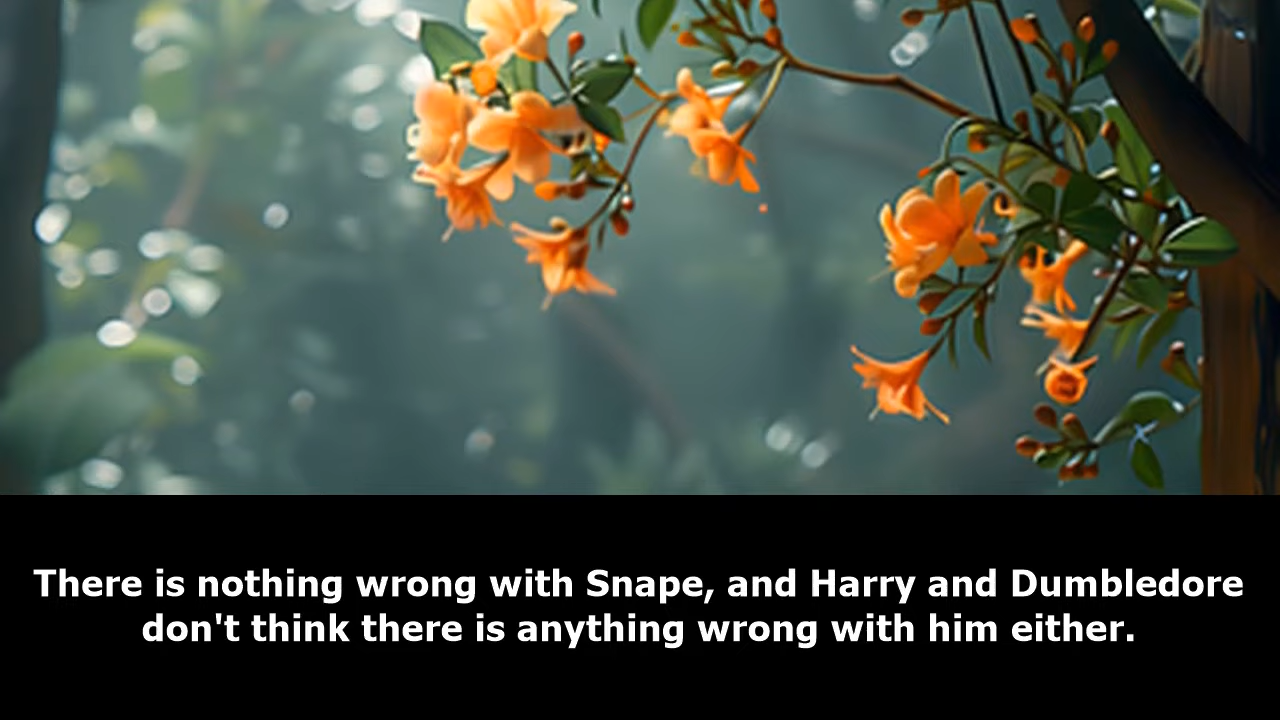 There is nothing wrong with Snape, and Harry and Dumbledore
don't think there is anything wrong with him either.